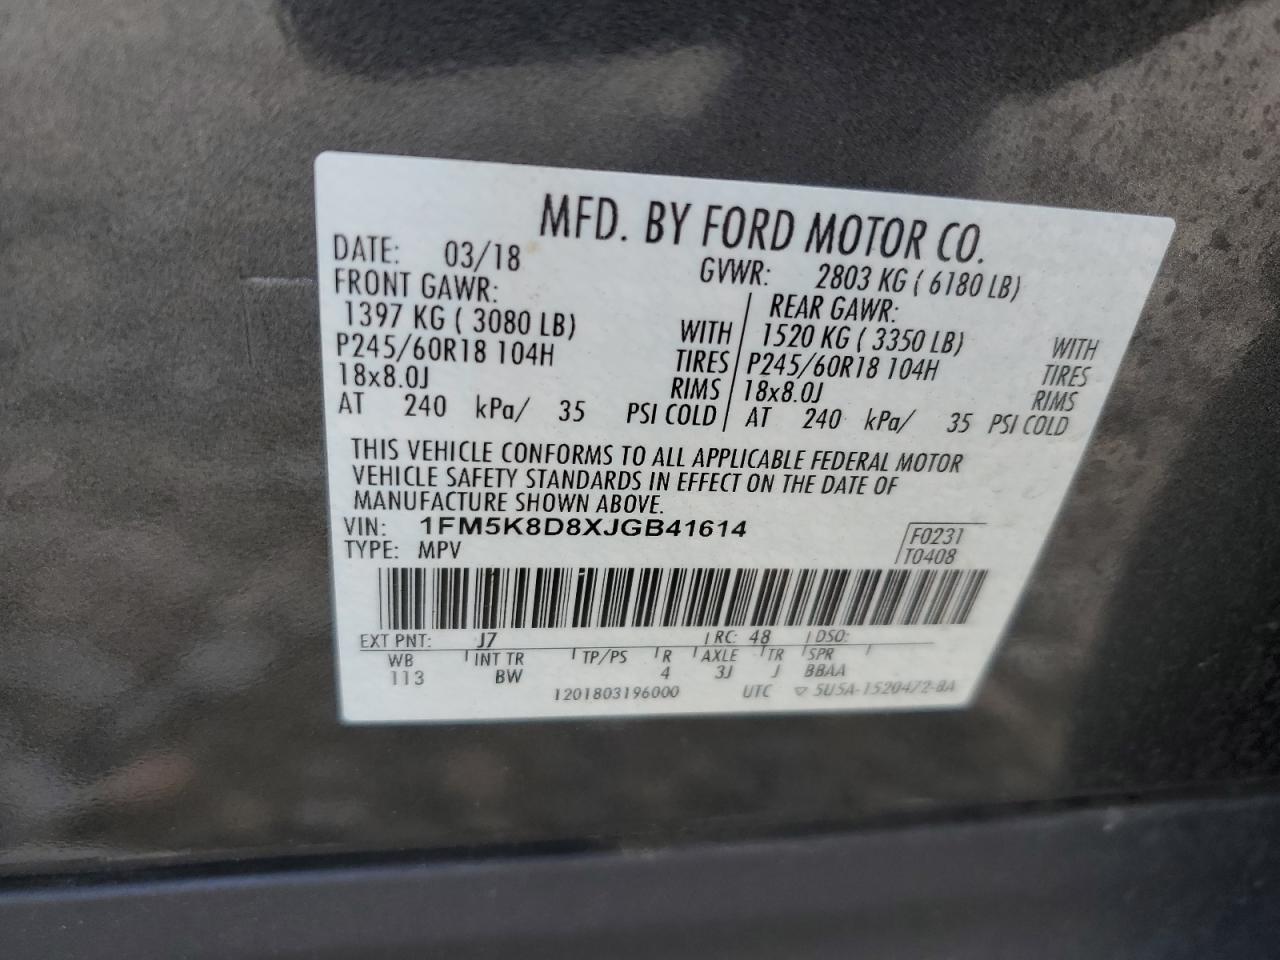 MFD. BY FORD MOTOR CO.
DATE: 03/18 GVWR: 2803 KG ( 6180 LB)
FRONT GAWR: REAR GAWR:
1397 KG ( 3080 LB) WITH 1520 KG ( 3350 LB) WITH
P245/60R18 104H TIRES P245/60R18 104H TIRES
18x8.0J RIMS 18x8.0J RIMS
AT 240 kPa/ 35 PSI COLD AT 240 kPa/ 35 PSI COLD
THIS VEHICLE CONFORMS TO ALL APPLICABLE FEDERAL MOTOR
VEHICLE SAFETY STANDARDS IN EFFECT ON THE DATE OF
MANUFACTURE SHOWN ABOVE.
VIN: 1FM5K8D8XJGB41614 F0231
TYPE: MPV T0408
EXT PNT: J7 RC: 48 DSO:
WB INT TR TP/PS R AXLE TR SPR
113 BW 4 3J J BBAA
1201803196000 UTC 5U5A-1520472-BA